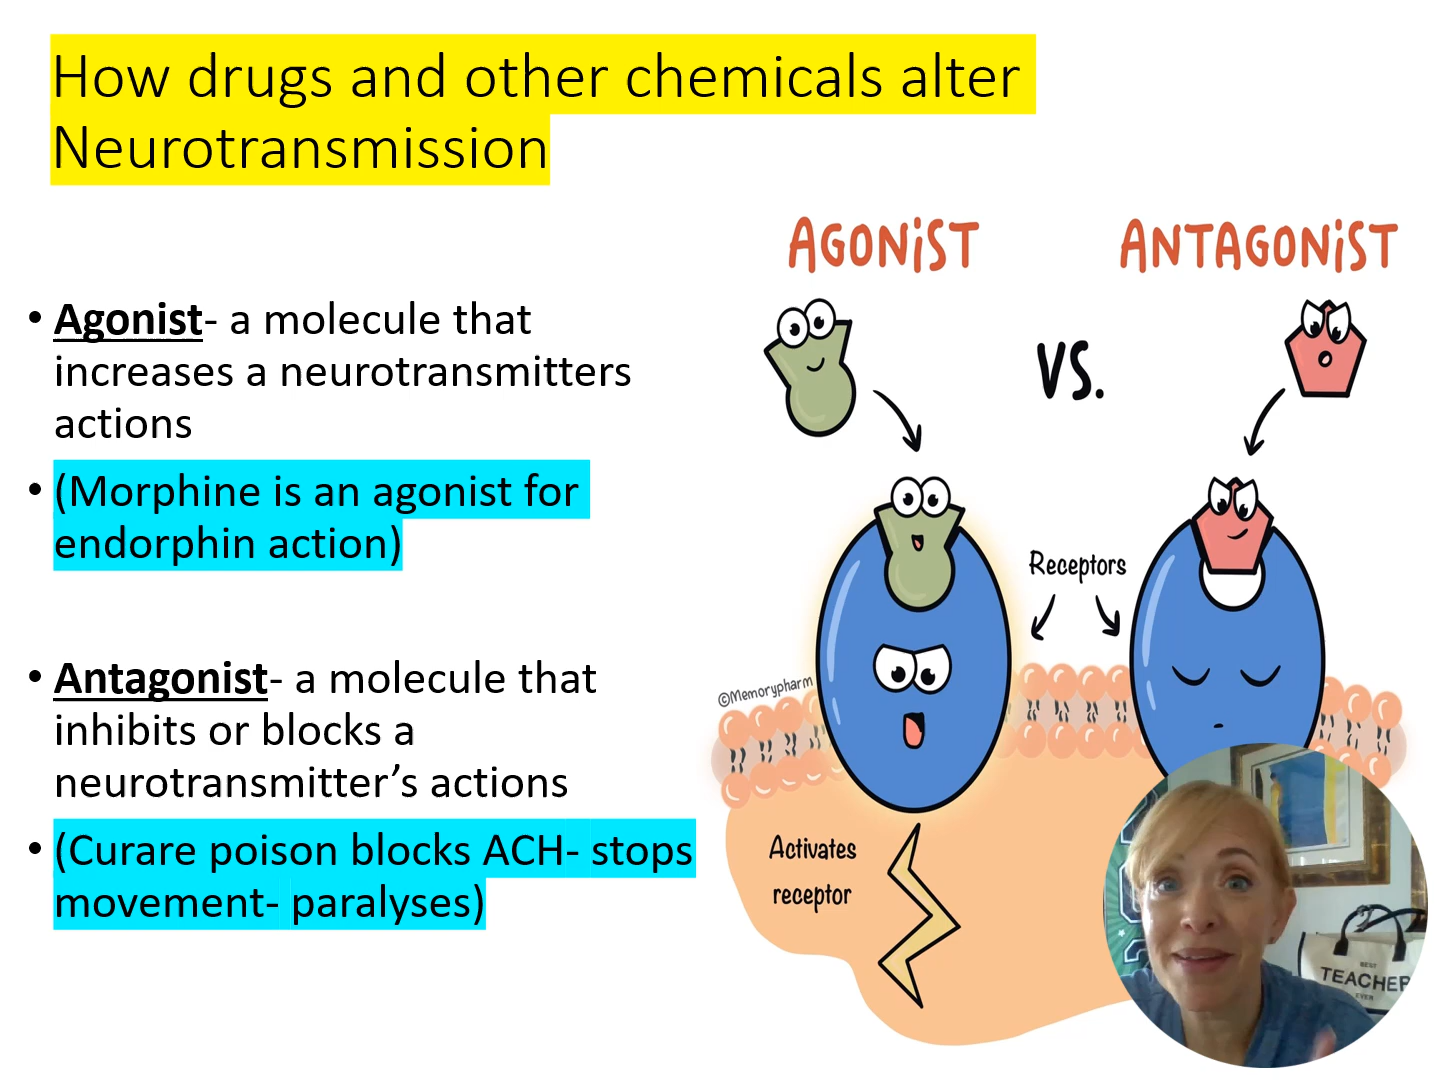 How drugs and other chemicals alter
Neurotransmission
• Agonist- a molecule that
increases a neurotransmitters
actions
• (Morphine is an agonist for
endorphin action)
• Antagonist- a molecule that
inhibits or blocks a
neurotransmitter’s actions
• (Curare poison blocks ACH- stops
movement- paralyses)
AGONiST
VS.
ANTAGONiST
Receptors
©Memorypharm
Activates
receptor
BEST
TEACHER
EVER